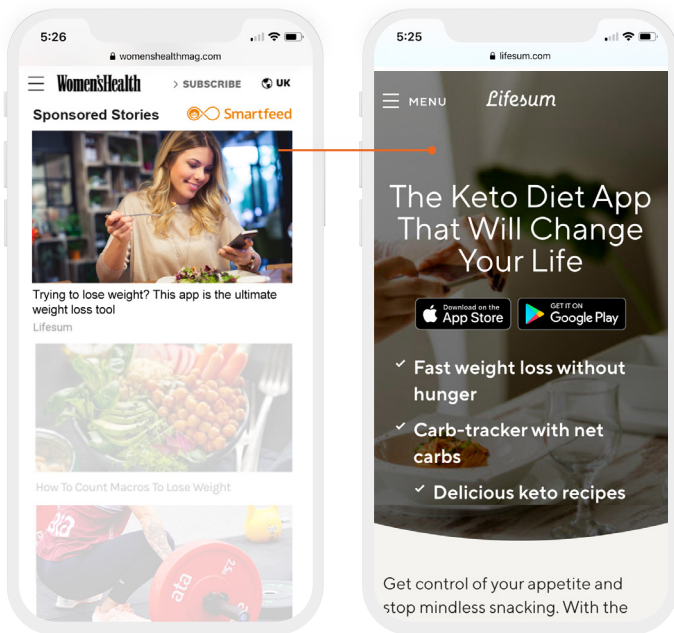 5:26
womenshealthmag.com
Women'sHealth
> SUBSCRIBE
UK
Sponsored Stories
Smartfeed
Trying to lose weight? This app is the ultimate
weight loss tool
Lifesum
How To Count Macros To Lose Weight
ata
5:25
lifesum.com
MENU
Lifesum
The Keto Diet App
That Will Change
Your Life
Download on the
App Store
GET IT ON
Google Play
Fast weight loss without
hunger
Carb-tracker with net
carbs
Delicious keto recipes
Get control of your appetite and
stop mindless snacking. With the